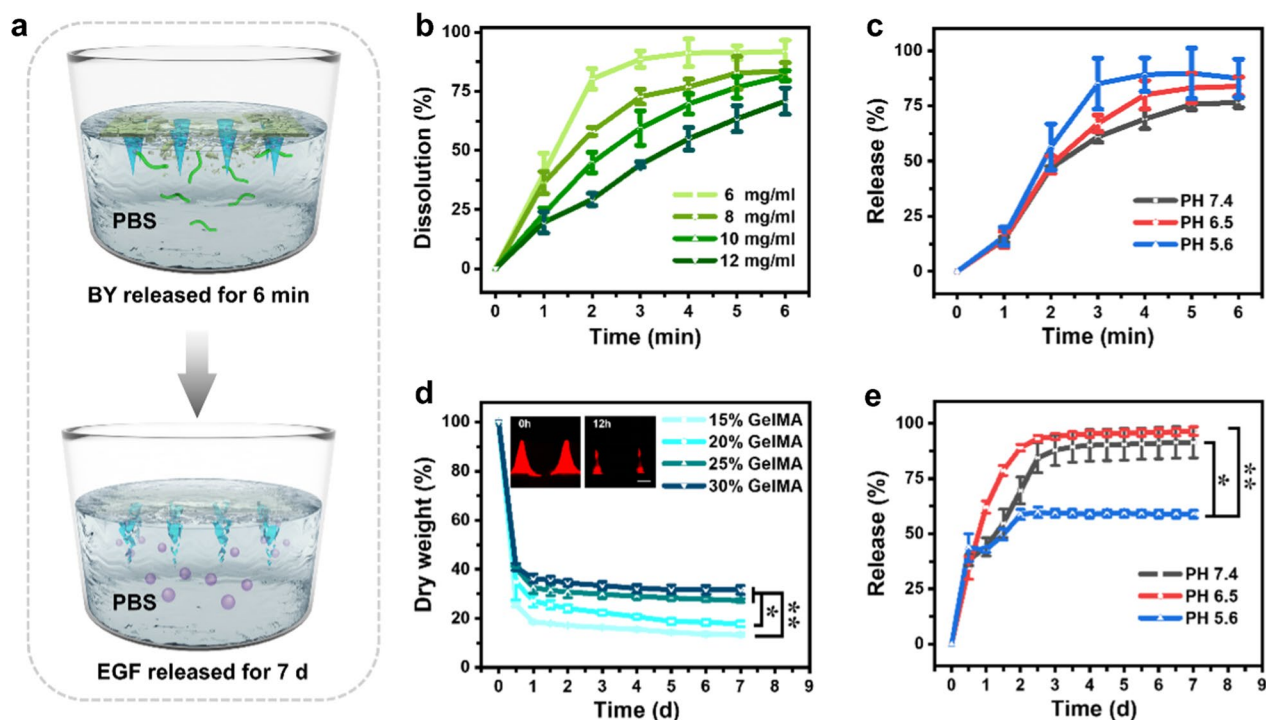 a
PBS
BY released for 6 min
PBS
EGF released for 7 d
b
Dissolution (%)
100
75
50
25
0
6 mg/ml
8 mg/ml
10 mg/ml
12 mg/ml
0 1 2 3 4 5 6
Time (min)
c
Release (%)
100
75
50
25
0
PH 7.4
PH 6.5
PH 5.6
0 1 2 3 4 5 6
Time (min)
d
Dry weight (%)
100
80
60
40
20
0
0h
12h
15% GelMA
20% GelMA
25% GelMA
30% GelMA
*
**
0 1 2 3 4 5 6 7 8 9
Time (d)
e
Release (%)
100
75
50
25
0
*
**
PH 7.4
PH 6.5
PH 5.6
0 1 2 3 4 5 6 7 8 9
Time (d)